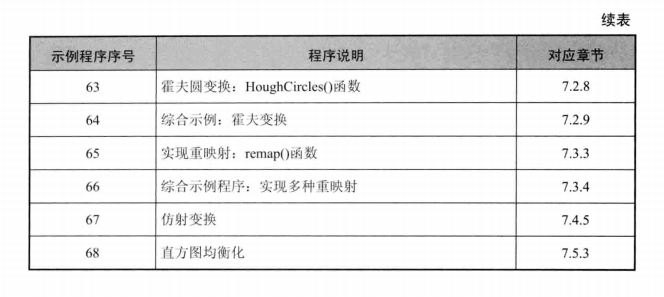 续表
示例程序序号 程序说明 对应章节
63 霍夫圆变换：HoughCircles()函数 7.2.8
64 综合示例：霍夫变换 7.2.9
65 实现重映射：remap()函数 7.3.3
66 综合示例程序：实现多种重映射 7.3.4
67 仿射变换 7.4.5
68 直方图均衡化 7.5.3